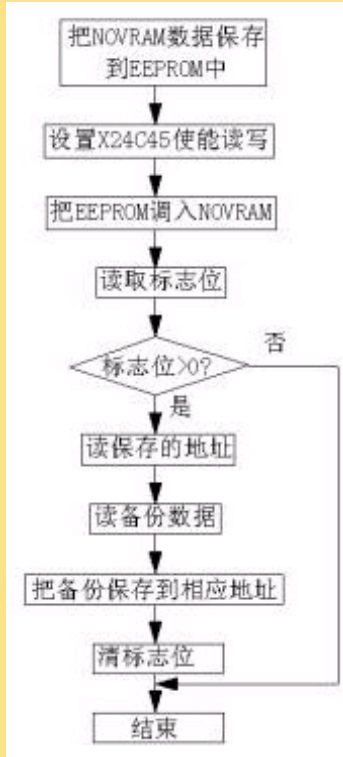 把NOVRAM数据保存
到EEPROM中
设置X24C45使能读写
把EEPROM调入NOVRAM
读取标志位
标志位>0?
否
是
读保存的地址
读备份数据
把备份保存到相应地址
清标志位
结束